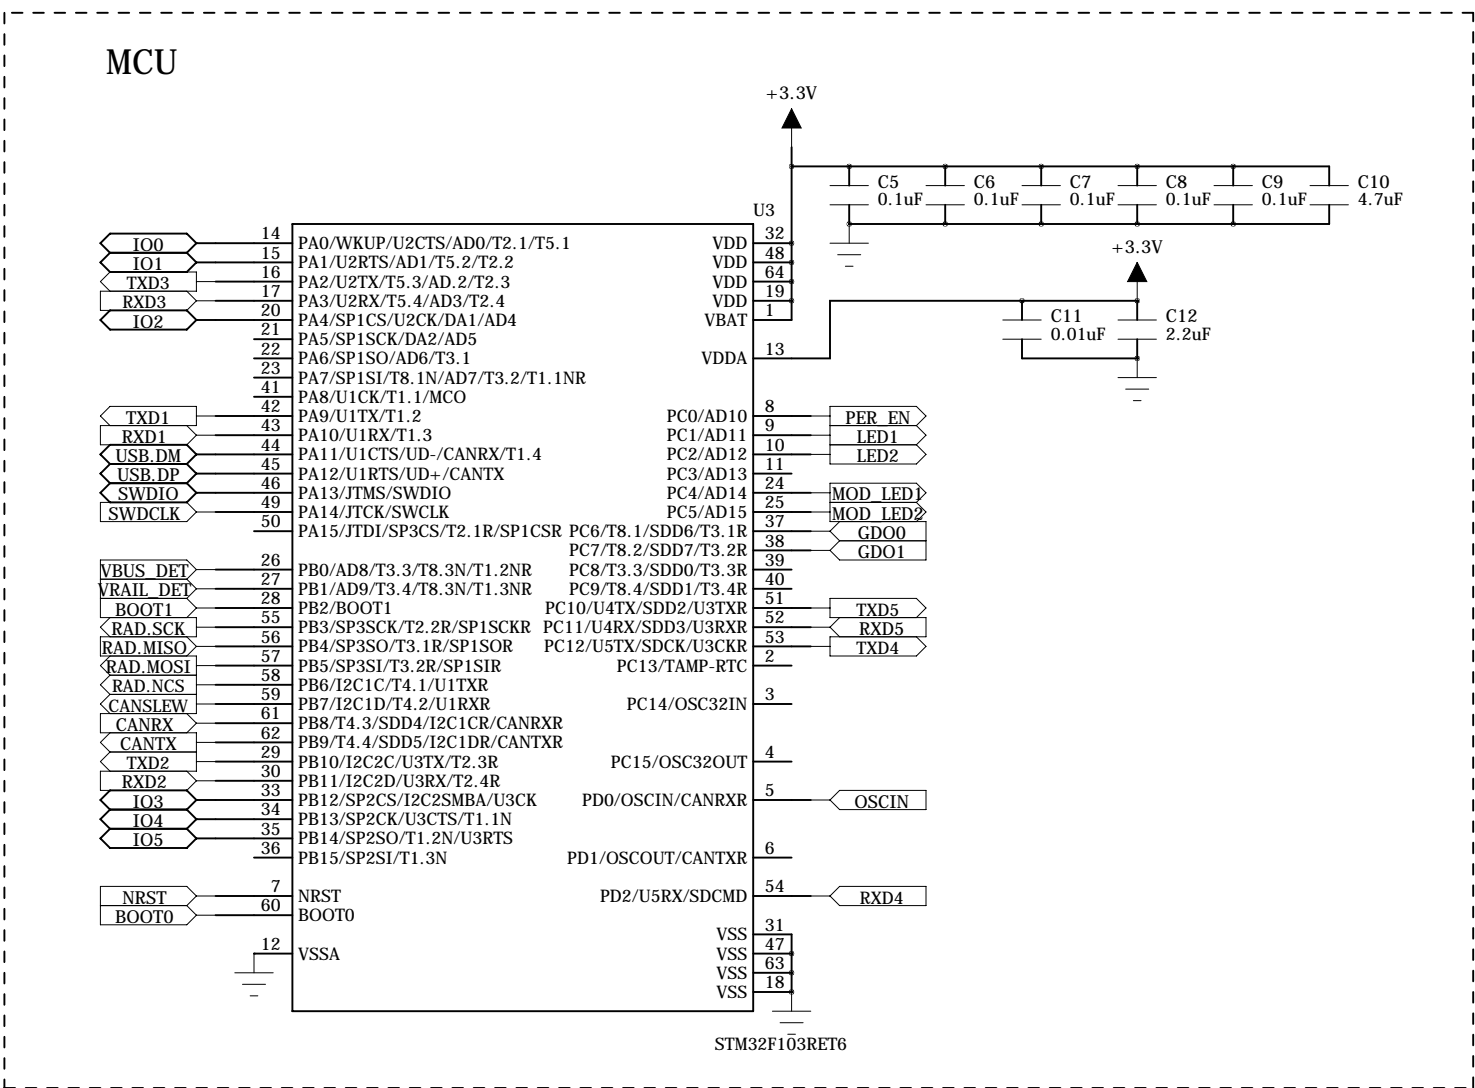 MCU
+3.3V
C5
0.1uF
C6
0.1uF
C7
0.1uF
C8
0.1uF
C9
0.1uF
C10
4.7uF
+3.3V
C11
0.01uF
C12
2.2uF
U3
IO0 14 PA0/WKUP/U2CTS/AD0/T2.1/T5.1
IO1 15 PA1/U2RTS/AD1/T5.2/T2.2
TXD3 16 PA2/U2TX/T5.3/AD.2/T2.3
RXD3 17 PA3/U2RX/T5.4/AD3/T2.4
IO2 20 PA4/SP1CS/U2CK/DA1/AD4
21 PA5/SP1SCK/DA2/AD5
22 PA6/SP1SO/AD6/T3.1
23 PA7/SP1SI/T8.1N/AD7/T3.2/T1.1NR
41 PA8/U1CK/T1.1/MCO
TXD1 42 PA9/U1TX/T1.2
RXD1 43 PA10/U1RX/T1.3
USB.DM 44 PA11/U1CTS/UD-/CANRX/T1.4
USB.DP 45 PA12/U1RTS/UD+/CANTX
SWDIO 46 PA13/JTMS/SWDIO
SWDCLK 49 PA14/JTCK/SWCLK
50 PA15/JTDI/SP3CS/T2.1R/SP1CSR
VBUS_DET 26 PB0/AD8/T3.3/T8.3N/T1.2NR
VRAIL_DET 27 PB1/AD9/T3.4/T8.3N/T1.3NR
BOOT1 28 PB2/BOOT1
RAD.SCK 55 PB3/SP3SCK/T2.2R/SP1SCKR
RAD.MISO 56 PB4/SP3SO/T3.1R/SP1SOR
RAD.MOSI 57 PB5/SP3SI/T3.2R/SP1SIR
RAD.NCS 58 PB6/I2C1C/T4.1/U1TXR
CANSLEW 59 PB7/I2C1D/T4.2/U1RXR
CANRX 61 PB8/T4.3/SDD4/I2C1CR/CANRXR
CANTX 62 PB9/T4.4/SDD5/I2C1DR/CANTXR
TXD2 29 PB10/I2C2C/U3TX/T2.3R
RXD2 30 PB11/I2C2D/U3RX/T2.4R
IO3 33 PB12/SP2CS/I2C2SMBA/U3CK
IO4 34 PB13/SP2CK/U3CTS/T1.1N
IO5 35 PB14/SP2SO/T1.2N/U3RTS
36 PB15/SP2SI/T1.3N
NRST 7 NRST
BOOT0 60 BOOT0
12 VSSA
VDD 32
VDD 48
VDD 64
VDD 19
VBAT 1
VDDA 13
PC0/AD10 8 PER_EN
PC1/AD11 9 LED1
PC2/AD12 10 LED2
PC3/AD13 11
PC4/AD14 24 MOD_LED1
PC5/AD15 25 MOD_LED2
PC6/T8.1/SDD6/T3.1R 37 GDO0
PC7/T8.2/SDD7/T3.2R 38 GDO1
PC8/T3.3/SDD0/T3.3R 39
PC9/T8.4/SDD1/T3.4R 40
PC10/U4TX/SDD2/U3TXR 51 TXD5
PC11/U4RX/SDD3/U3RXR 52 RXD5
PC12/U5TX/SDCK/U3CKR 53 TXD4
PC13/TAMP-RTC 2
PC14/OSC32IN 3
PC15/OSC32OUT 4
PD0/OSCIN/CANRXR 5 OSCIN
PD1/OSCOUT/CANTXR 6
PD2/U5RX/SDCMD 54 RXD4
VSS 31
VSS 47
VSS 63
VSS 18
STM32F103RET6